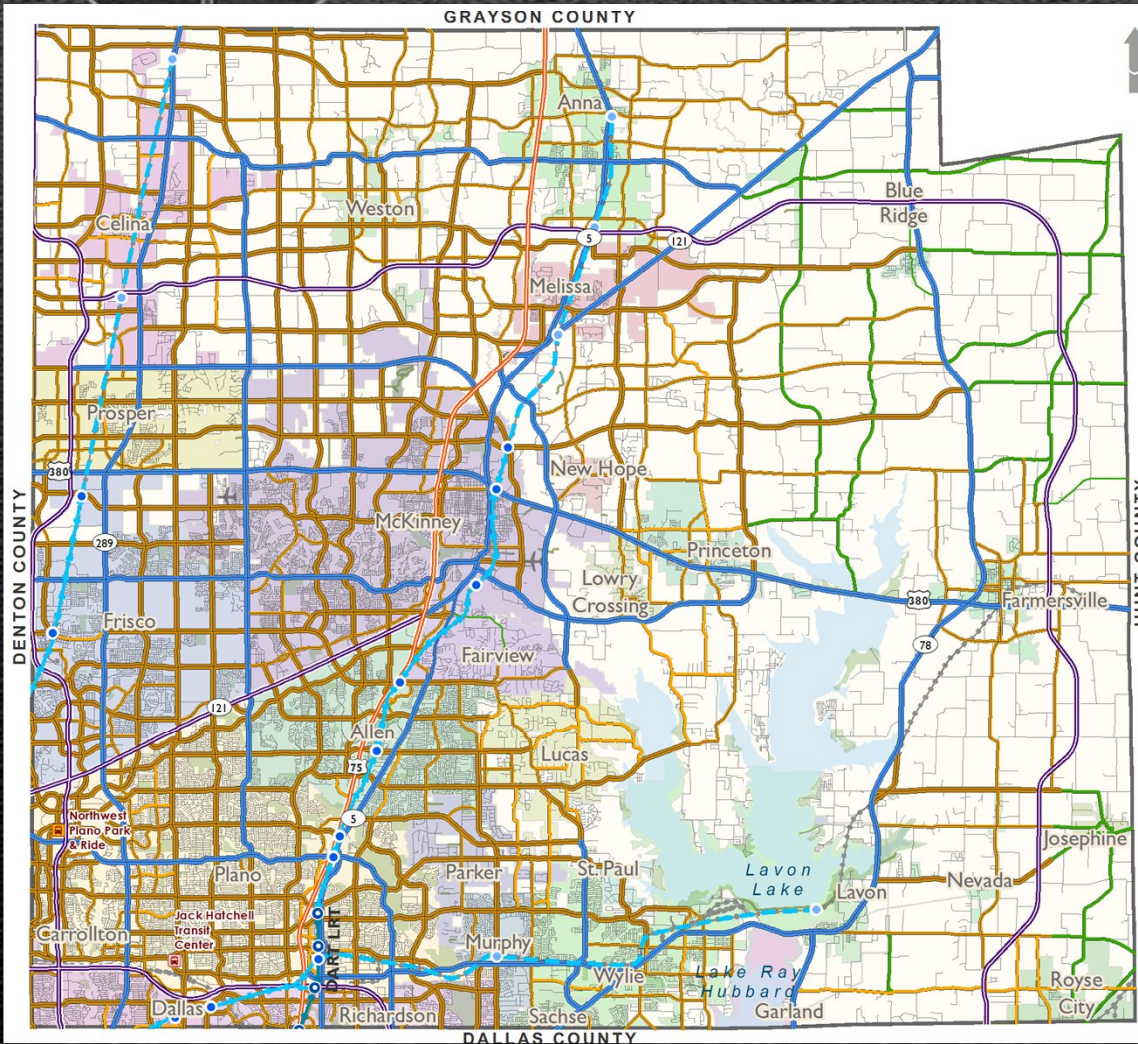 GRAYSON COUNTY
Anna
Blue
Ridge
Celina
Weston
5
121
Melissa
Prosper
380
New Hope
DENTON COUNTY
McKinney
289
Princeton
Lowry
Crossing
380
Farmersville
Frisco
78
Fairview
121
Allen
75
Lucas
5
Northwest
Plano Park
& Ride
Josephine
Plano
Parker
St. Paul
Lavon
Lake
Nevada
Lavon
Jack Hatchell
Transit
Center
DART LRT
Carrollton
Murphy
Wylie
Lake Ray
Hubbard
Royse
City
Dallas
Richardson
Sachse
Garland
DALLAS COUNTY